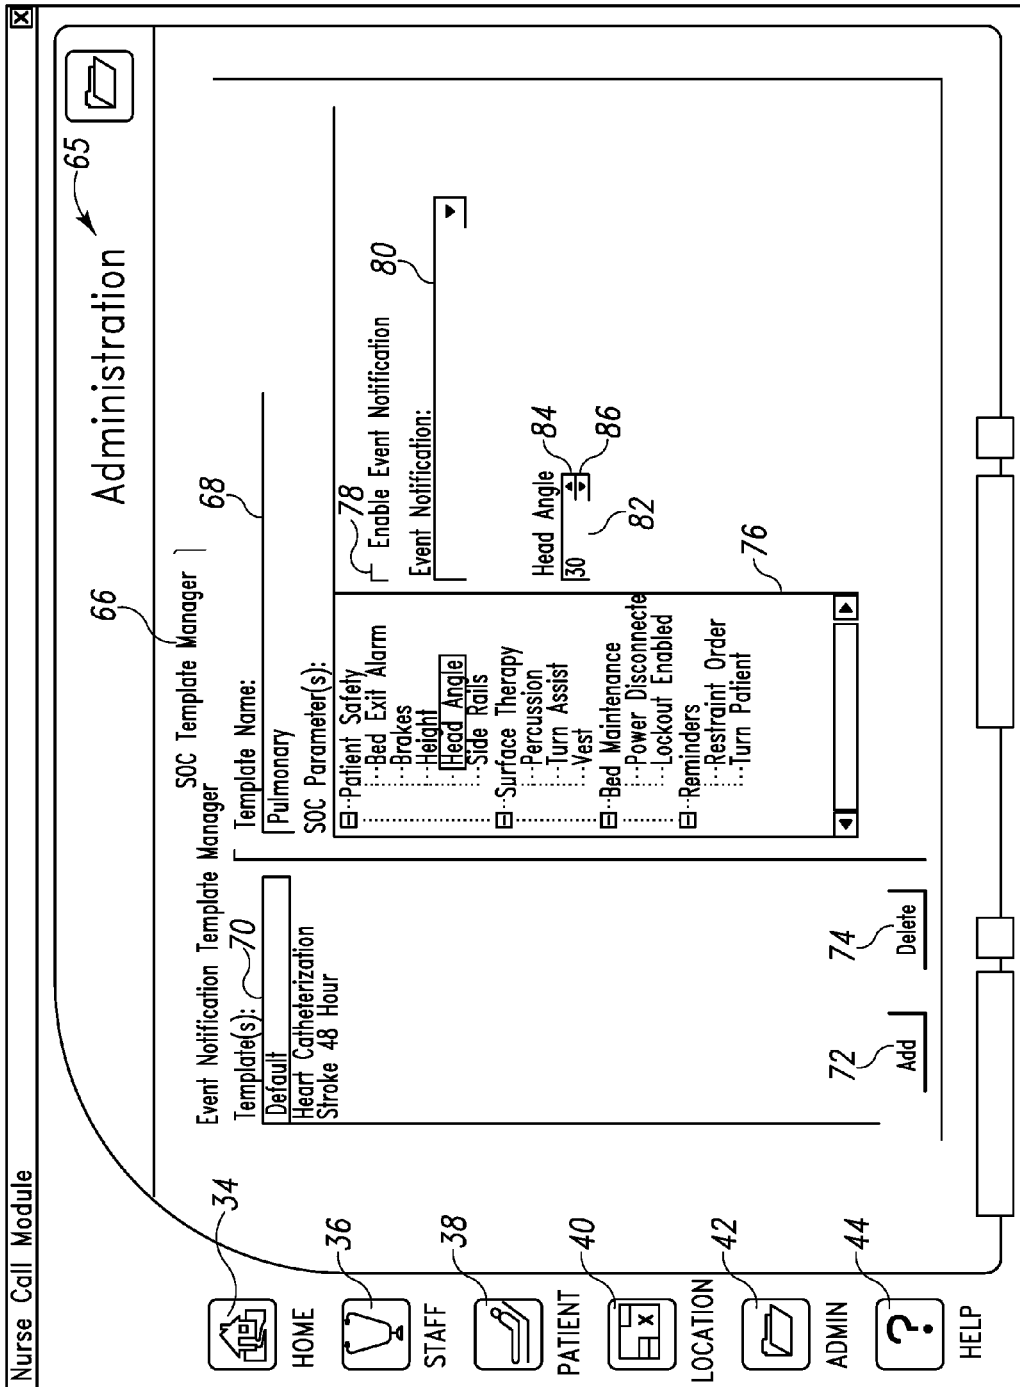 Nurse Call Module
X
Administration
65
66
Event Notification Template Manager
SOC Template Manager
34
HOME
36
STAFF
38
PATIENT
40
LOCATION
42
ADMIN
44
HELP
Template(s):
70
Default
Heart Catheterization
Stroke 48 Hour
72
Add
74
Delete
Template Name:
68
Pulmonary
SOC Parameter(s):
Patient Safety
Bed Exit Alarm
Brakes
Height
Head Angle
Side Rails
Surface Therapy
Percussion
Turn Assist
Vest
Bed Maintenance
Power Disconnecte
Lockout Enabled
Reminders
Restraint Order
Turn Patient
76
78
Enable Event Notification
Event Notification:
80
Head Angle
30
82
84
86